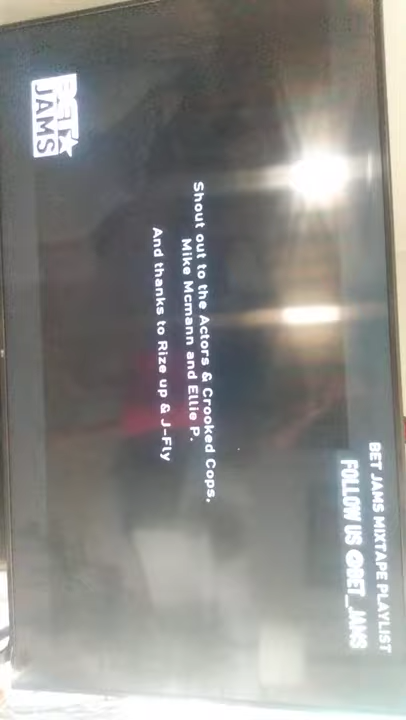 BET JAMS MIXTAPE PLAYLIST
FOLLOW US @BET_JAMS
Shout out to the Actors & Crooked Cops,
Mike Mcmann and Ellie P.
And thanks to Rize up & J-Fly
BET
JAMS